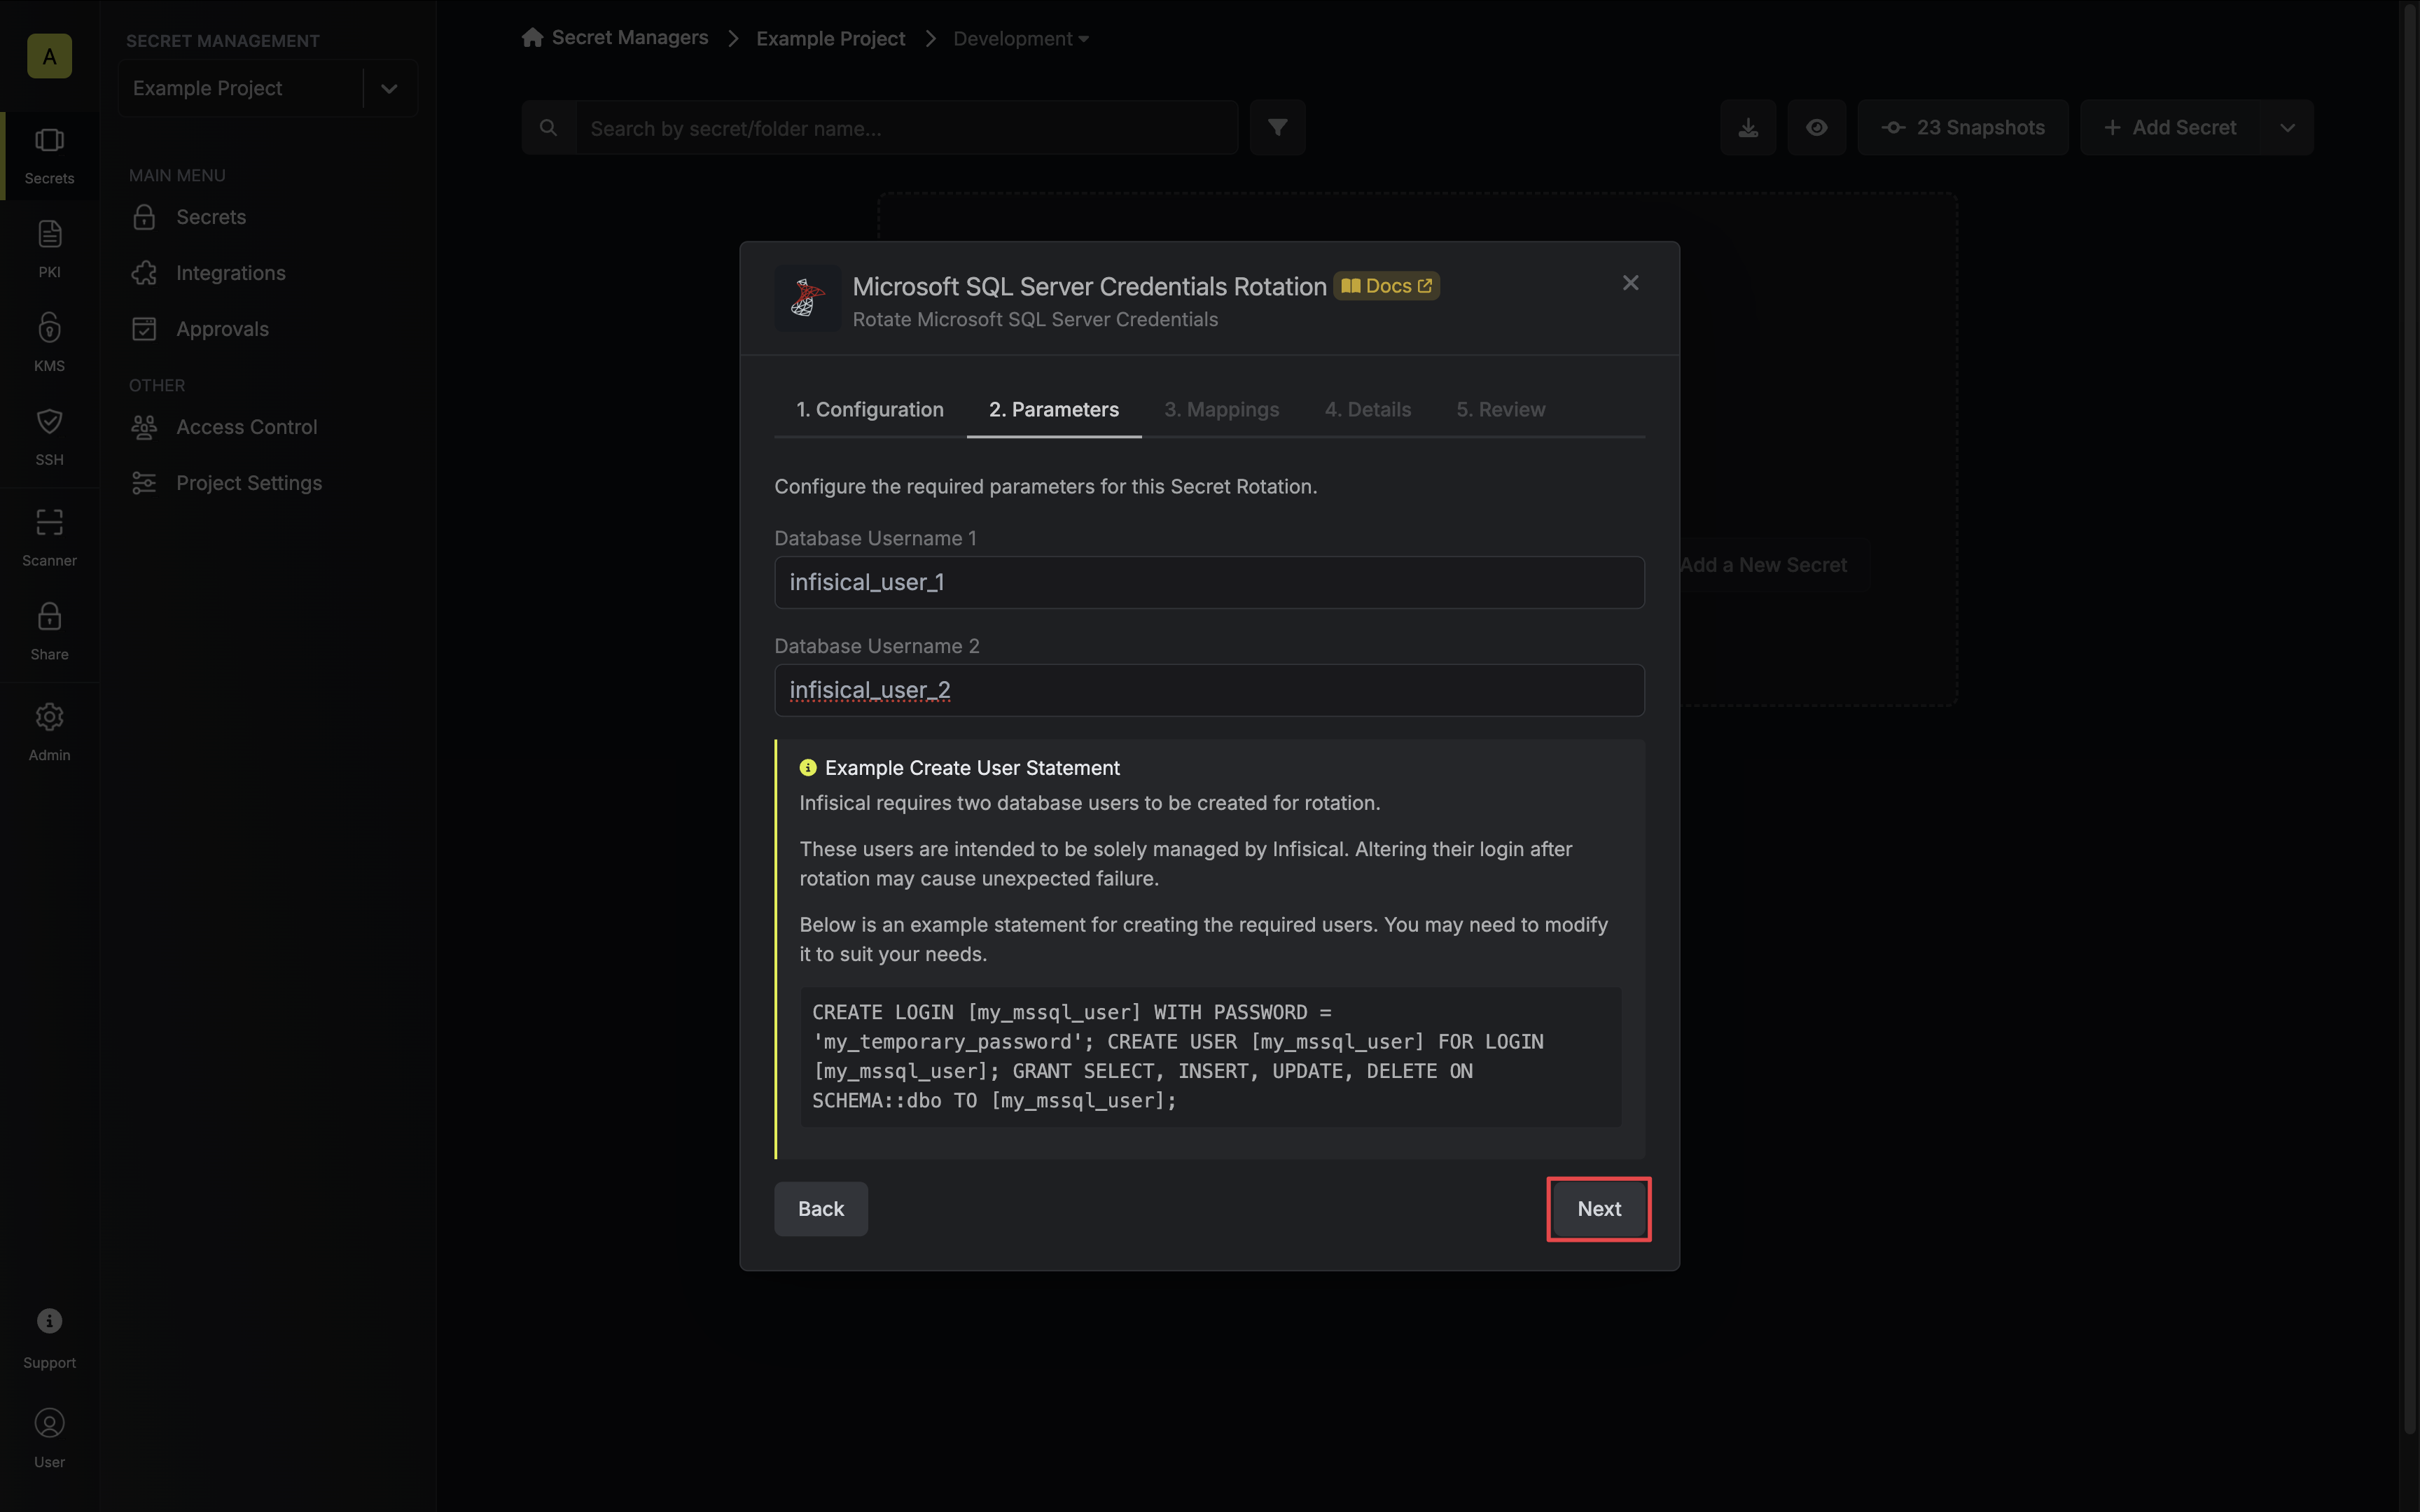 A
Secrets
PKI
KMS
SSH
Scanner
Share
Admin
Support
User
SECRET MANAGEMENT
Example Project
MAIN MENU
Secrets
Integrations
Approvals
OTHER
Access Control
Project Settings
Secret Managers
Example Project
Development
Search by secret/folder name...
23 Snapshots
Add Secret
Add a New Secret
Microsoft SQL Server Credentials Rotation
Docs
Rotate Microsoft SQL Server Credentials
1. Configuration
2. Parameters
3. Mappings
4. Details
5. Review
Configure the required parameters for this Secret Rotation.
Database Username 1
infisical_user_1
Database Username 2
infisical_user_2
Example Create User Statement
Infisical requires two database users to be created for rotation.
These users are intended to be solely managed by Infisical. Altering their login after
rotation may cause unexpected failure.
Below is an example statement for creating the required users. You may need to modify
it to suit your needs.
CREATE LOGIN [my_mssql_user] WITH PASSWORD =
'my_temporary_password'; CREATE USER [my_mssql_user] FOR LOGIN
[my_mssql_user]; GRANT SELECT, INSERT, UPDATE, DELETE ON
SCHEMA::dbo TO [my_mssql_user];
Back
Next